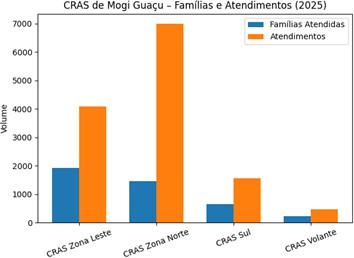 CRAS de Mogi Guaçu – Famílias e Atendimentos (2025)
Famílias Atendidas
Atendimentos
Volume
7000
6000
5000
4000
3000
2000
1000
0
CRAS Zona Leste
CRAS Zona Norte
CRAS Sul
CRAS Volante